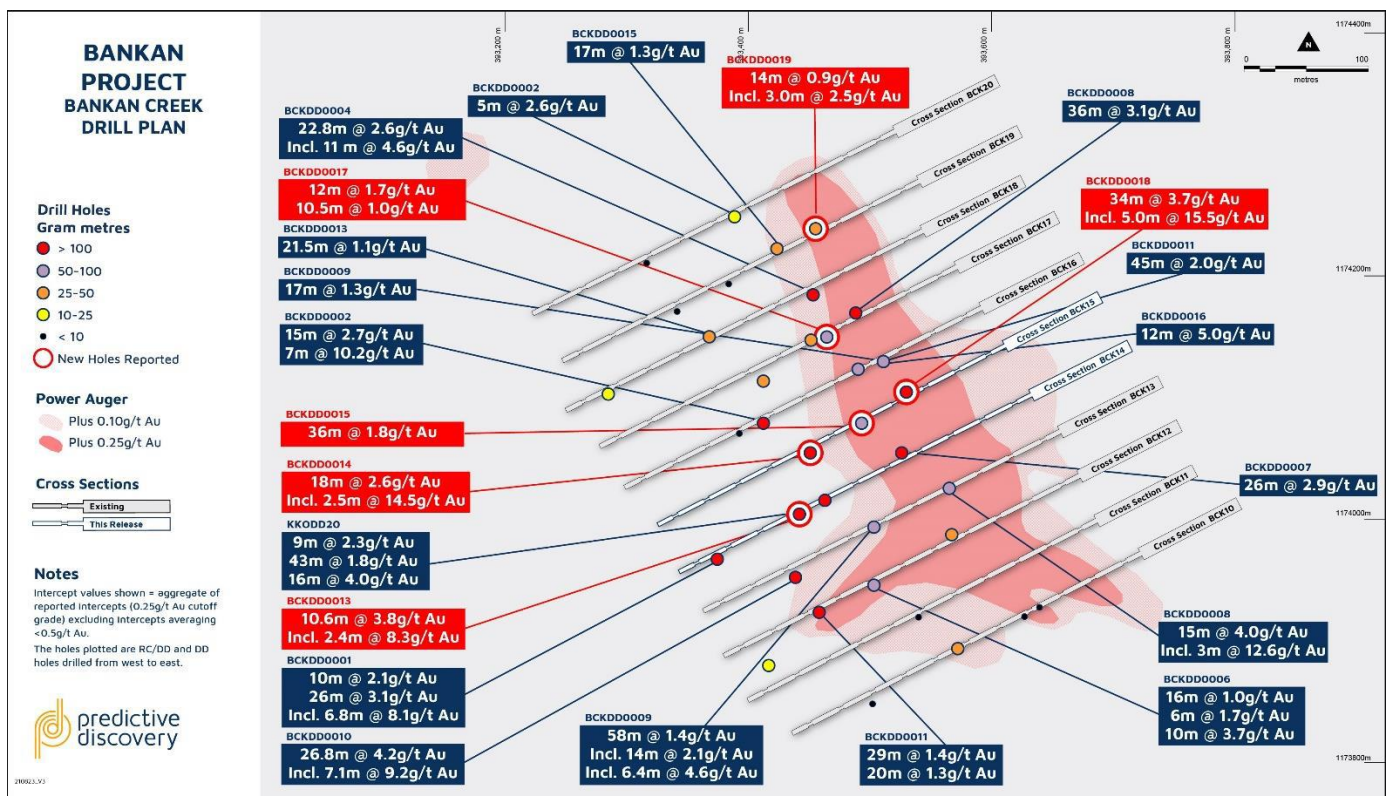 BANKAN
PROJECT
BANKAN CREEK
DRILL PLAN
Drill Holes
Gram metres
> 100
50-100
25-50
10-25
< 10
New Holes Reported
Power Auger
Plus 0.10g/t Au
Plus 0.25g/t Au
Cross Sections
Existing
This Release
Notes
Intercept values shown = aggregate of
reported intercepts (0.25g/t Au cutoff
grade) excluding intercepts averaging
<0.5g/t Au.
The holes plotted are RC/DD and DD
holes drilled from west to east.
predictive
discovery
210823_V3
393,200 m
393,400 m
393,600 m
393,800 m
1174400m
1174200m
1174000m
1173800m
N
0
100
metres
BCKDD0015
17m @ 1.3g/t Au
BCKDD0002
5m @ 2.6g/t Au
BCKDD0019
14m @ 0.9g/t Au
Incl. 3.0m @ 2.5g/t Au
BCKDD0008
36m @ 3.1g/t Au
BCKDD0004
22.8m @ 2.6g/t Au
Incl. 11 m @ 4.6g/t Au
BCKDD0017
12m @ 1.7g/t Au
10.5m @ 1.0g/t Au
BCKDD0013
21.5m @ 1.1g/t Au
BCKDD0009
17m @ 1.3g/t Au
BCKDD0002
15m @ 2.7g/t Au
7m @ 10.2g/t Au
BCKDD0015
36m @ 1.8g/t Au
BCKDD0014
18m @ 2.6g/t Au
Incl. 2.5m @ 14.5g/t Au
KKODD20
9m @ 2.3g/t Au
43m @ 1.8g/t Au
16m @ 4.0g/t Au
BCKDD0013
10.6m @ 3.8g/t Au
Incl. 2.4m @ 8.3g/t Au
BCKDD0001
10m @ 2.1g/t Au
26m @ 3.1g/t Au
Incl. 6.8m @ 8.1g/t Au
BCKDD0010
26.8m @ 4.2g/t Au
Incl. 7.1m @ 9.2g/t Au
BCKDD0009
58m @ 1.4g/t Au
Incl. 14m @ 2.1g/t Au
Incl. 6.4m @ 4.6g/t Au
BCKDD0011
29m @ 1.4g/t Au
20m @ 1.3g/t Au
BCKDD0018
34m @ 3.7g/t Au
Incl. 5.0m @ 15.5g/t Au
BCKDD0011
45m @ 2.0g/t Au
BCKDD0016
12m @ 5.0g/t Au
BCKDD0007
26m @ 2.9g/t Au
BCKDD0008
15m @ 4.0g/t Au
Incl. 3m @ 12.6g/t Au
BCKDD0006
16m @ 1.0g/t Au
6m @ 1.7g/t Au
10m @ 3.7g/t Au
Cross Section BCK20
Cross Section BCK19
Cross Section BCK18
Cross Section BCK17
Cross Section BCK16
Cross Section BCK15
Cross Section BCK14
Cross Section BCK13
Cross Section BCK12
Cross Section BCK11
Cross Section BCK10